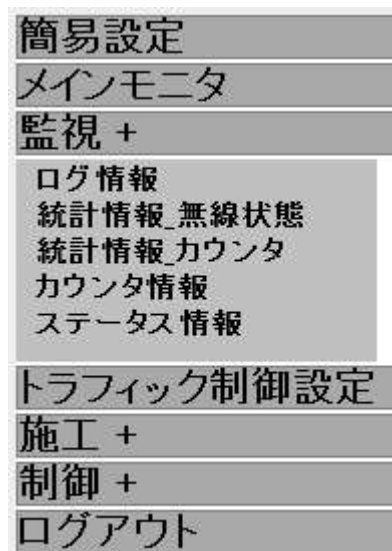 簡易設定
メインモニタ
監視 +
ログ情報
統計情報_無線状態
統計情報_カウンタ
カウンタ情報
ステータス情報
トラフィック制御設定
施工 +
制御 +
ログアウト